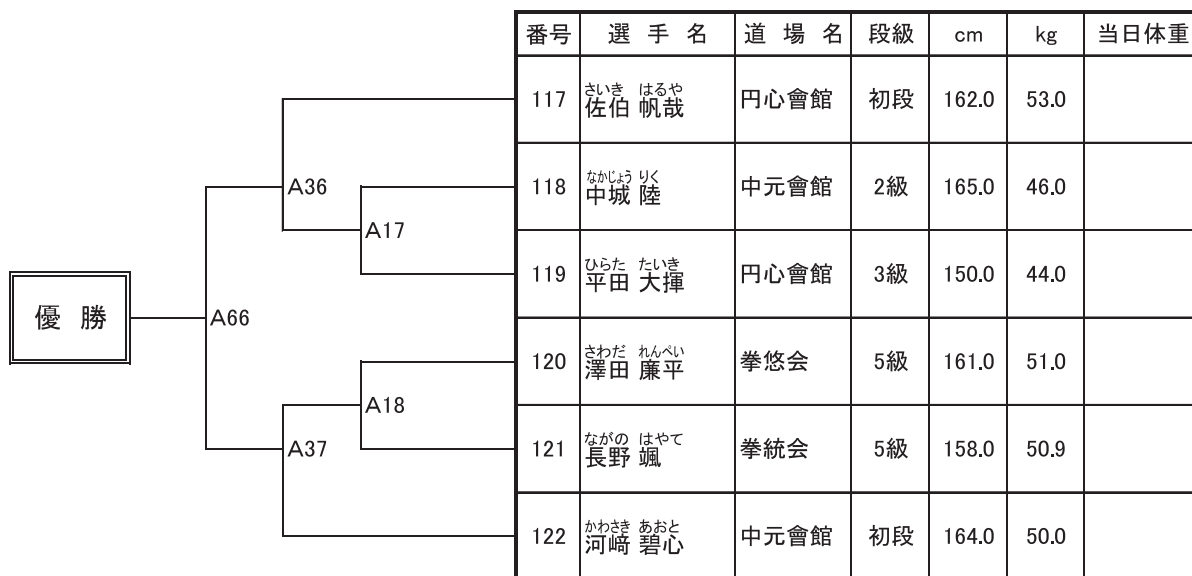 番号 選手名 道場名 段級 cm kg 当日体重
さいき はるや
117 佐伯 帆哉 円心會館 初段 162.0 53.0
A36
なかじょう りく
118 中城 陸 中元會館 2級 165.0 46.0
A17
ひらた たいき
119 平田 大揮 円心會館 3級 150.0 44.0
優勝
A66
さわだ れんぺい
120 澤田 廉平 拳悠会 5級 161.0 51.0
A18
ながの はやて
A37 121 長野 颯 拳統会 5級 158.0 50.9
かわさき あおと
122 河﨑 碧心 中元會館 初段 164.0 50.0